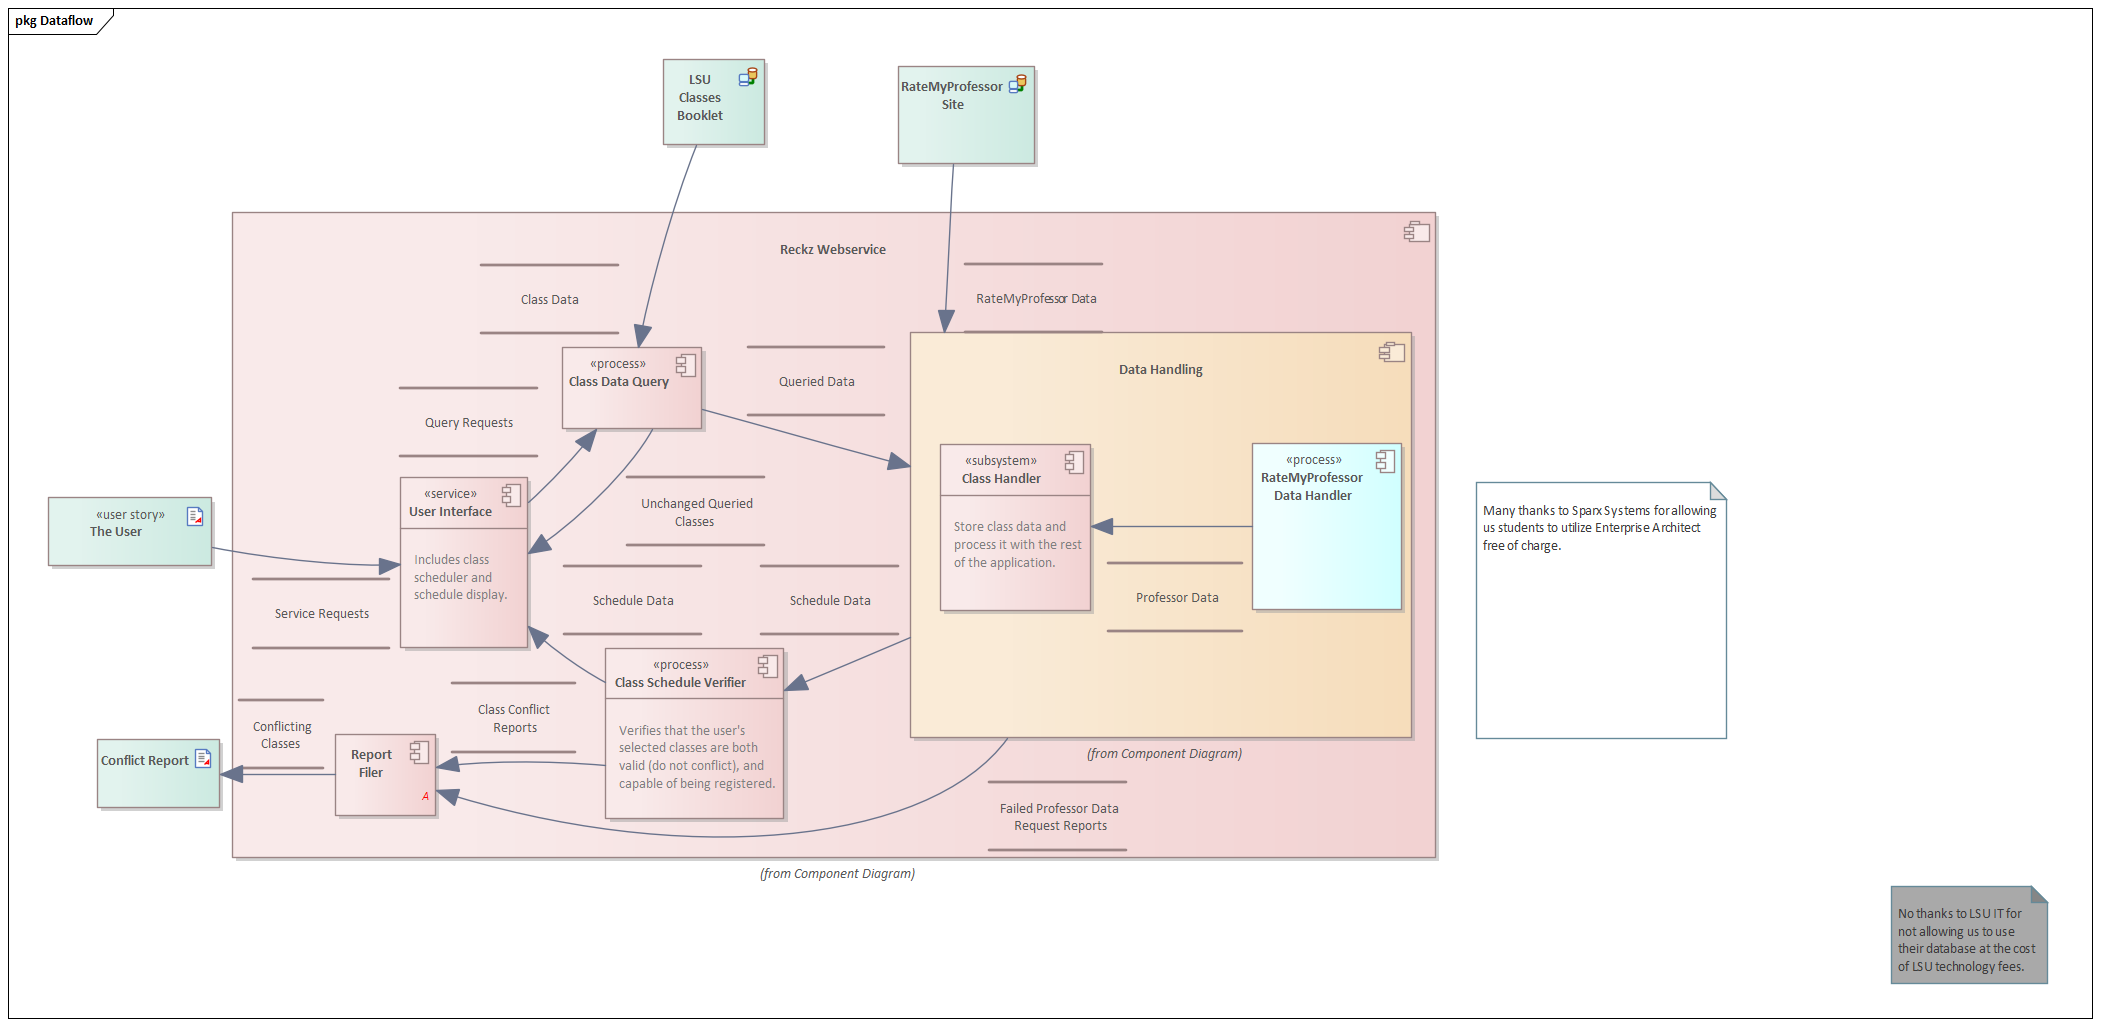 pkg Dataflow
LSU
Classes
Booklet
RateMyProfessor
Site
Reckz Webservice
Class Data
RateMyProfessor Data
«process»
Class Data Query
Queried Data
Data Handling
Query Requests
«subsystem»
Class Handler
Store class data and
process it with the rest
of the application.
«process»
RateMyProfessor
Data Handler
Professor Data
«service»
User Interface
Includes class
scheduler and
schedule display.
Unchanged Queried
Classes
«user story»
The User
Service Requests
Schedule Data
Schedule Data
«process»
Class Schedule Verifier
Verifies that the user's
selected classes are both
valid (do not conflict), and
capable of being registered.
Class Conflict
Reports
Conflicting
Classes
Conflict Report
Report
Filer
A
(from Component Diagram)
Failed Professor Data
Request Reports
(from Component Diagram)
Many thanks to Sparx Systems for allowing
us students to utilize Enterprise Architect
free of charge.
No thanks to LSU IT for
not allowing us to use
their database at the cost
of LSU technology fees.